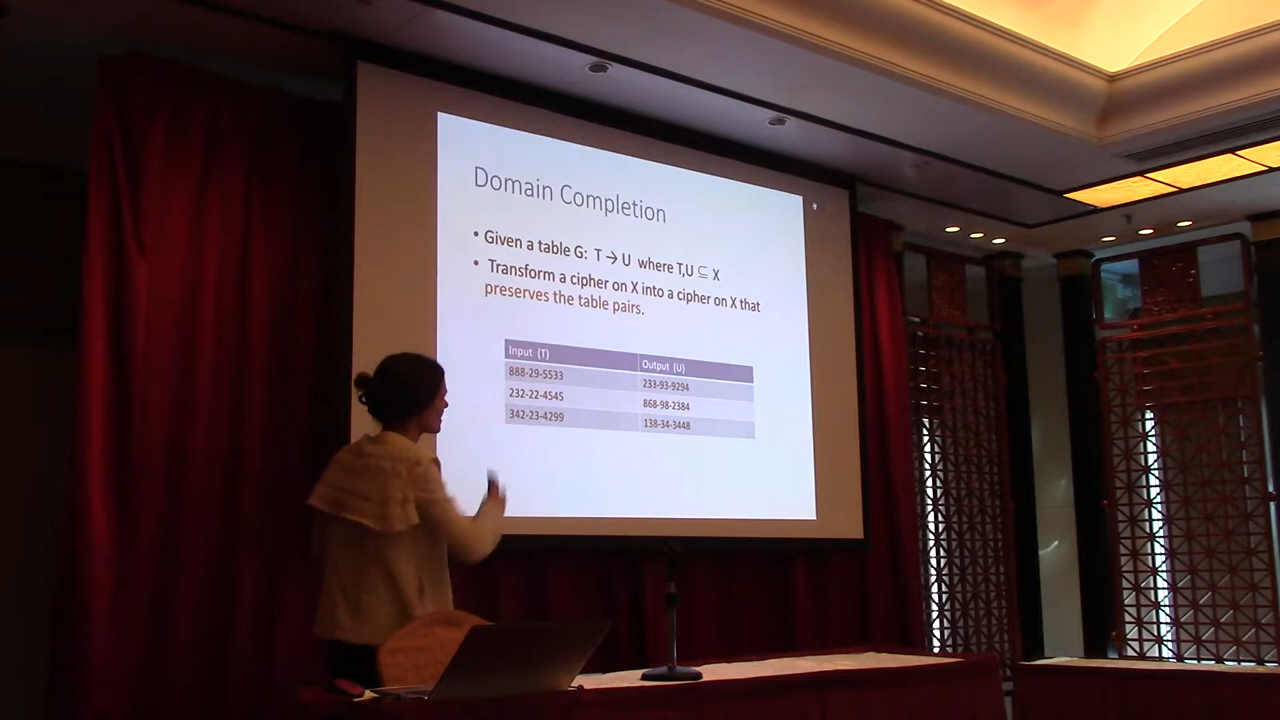 Domain Completion
• Given a table G: T → U where T,U ⊆ X
• Transform a cipher on X into a cipher on X that
preserves the table pairs.
Input (T) Output (U)
888-29-5533 233-93-9294
232-22-4545 868-98-2384
342-23-4299 138-34-3448